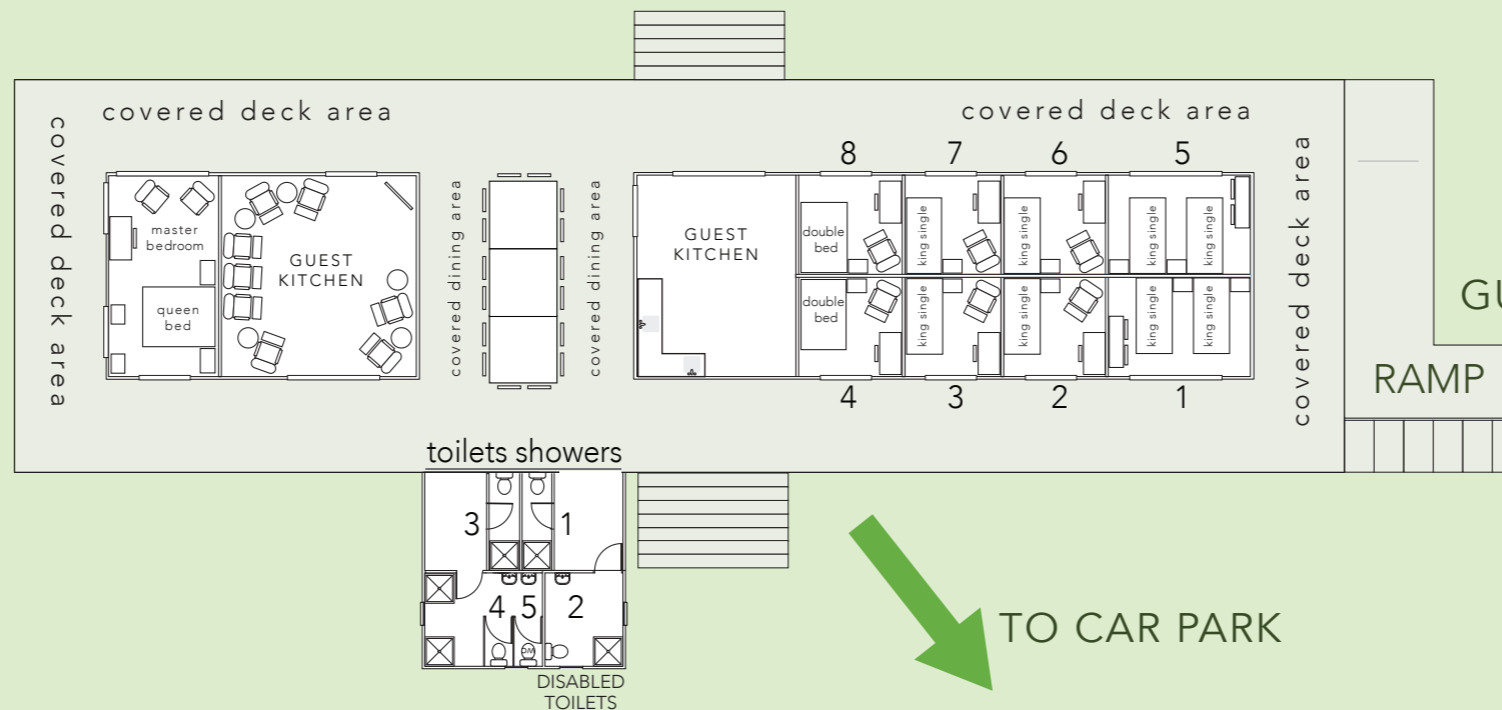 covered deck area
covered deck area
covered deck area
covered deck area
8
7
6
5
master
bedroom
GUEST
KITCHEN
queen
bed
covered dining area
covered dining area
GUEST
KITCHEN
double
bed
king single
king single
king single
king single
double
bed
king single
king single
king single
king single
4
3
2
1
GU
RAMP
toilets showers
3
1
4
5
2
WC
DISABLED
TOILETS
TO CAR PARK